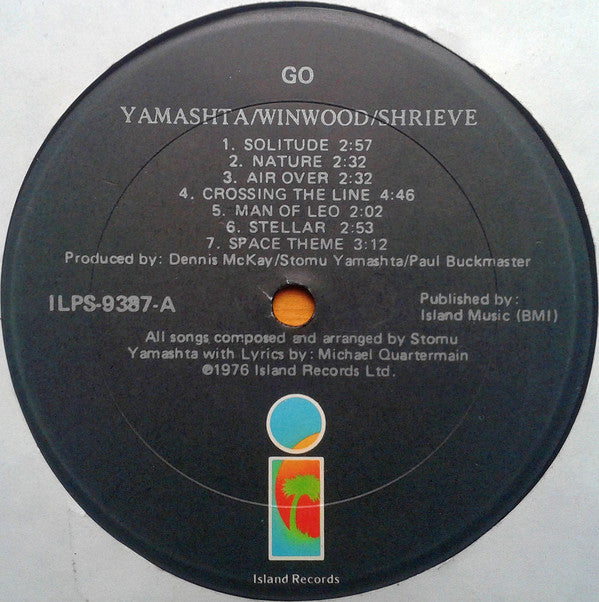 GO
YAMASHTA/WINWOOD/SHRIEVE
1. SOLITUDE 2:57
2. NATURE 2:32
3. AIR OVER 2:32
4. CROSSING THE LINE 4:46
5. MAN OF LEO 2:02
6. STELLAR 2:53
7. SPACE THEME 3:12
Produced by: Dennis McKay/Stomu Yamashta/Paul Buckmaster
ILPS-9387-A
Published by:
Island Music (BMI)
All songs composed and arranged by Stomu
Yamashta with Lyrics by: Michael Quartermain
℗1976 Island Records Ltd.
i
Island Records